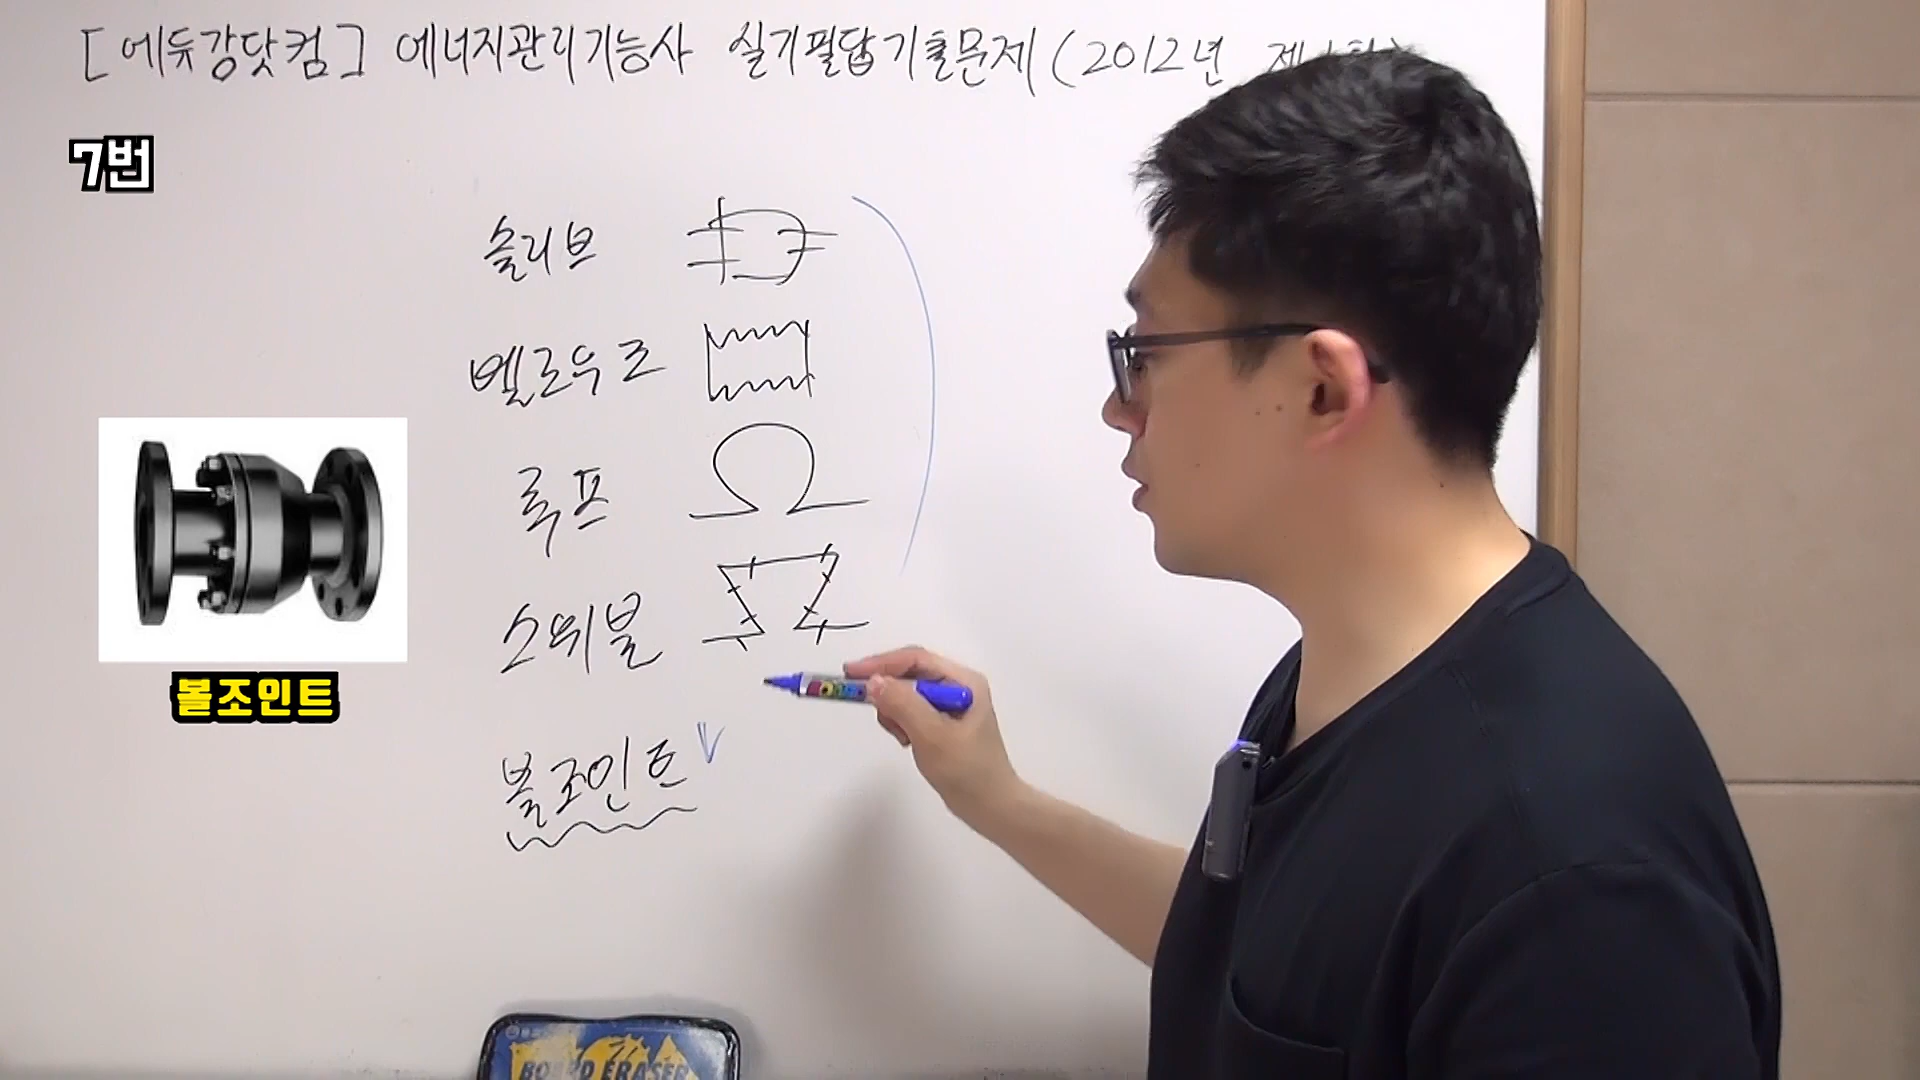 [에듀강닷컴] 에너지관리기능사 실기필답기출문제(2012년 제
7번
슬리브
벨로우즈
루프
스위블
볼조인트
볼조인트
BOARD ERASER